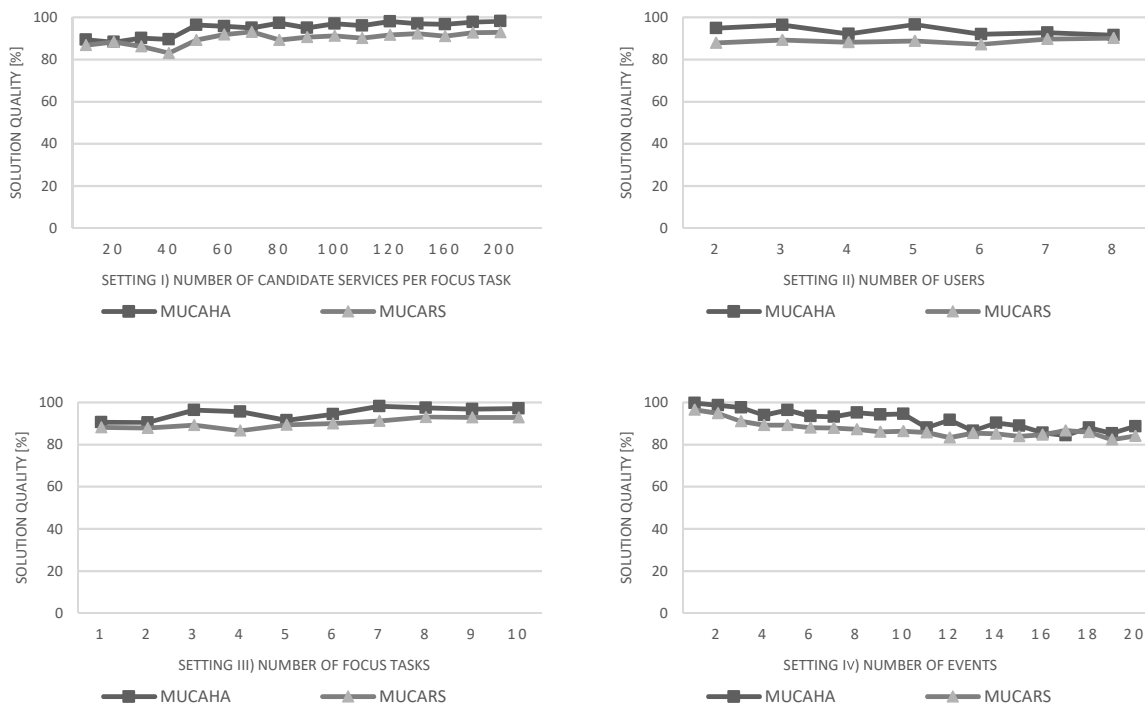 SOLUTION QUALITY [%]
100
80
60
40
20
0
20 40 60 80 100 120 160 200
SETTING I) NUMBER OF CANDIDATE SERVICES PER FOCUS TASK
MUCAHA MUCARS
SOLUTION QUALITY [%]
100
80
60
40
20
0
2 3 4 5 6 7 8
SETTING II) NUMBER OF USERS
MUCAHA MUCARS
SOLUTION QUALITY [%]
100
80
60
40
20
0
1 2 3 4 5 6 7 8 9 10
SETTING III) NUMBER OF FOCUS TASKS
MUCAHA MUCARS
SOLUTION QUALITY [%]
100
80
60
40
20
0
2 4 6 8 10 12 14 16 18 20
SETTING IV) NUMBER OF EVENTS
MUCAHA MUCARS